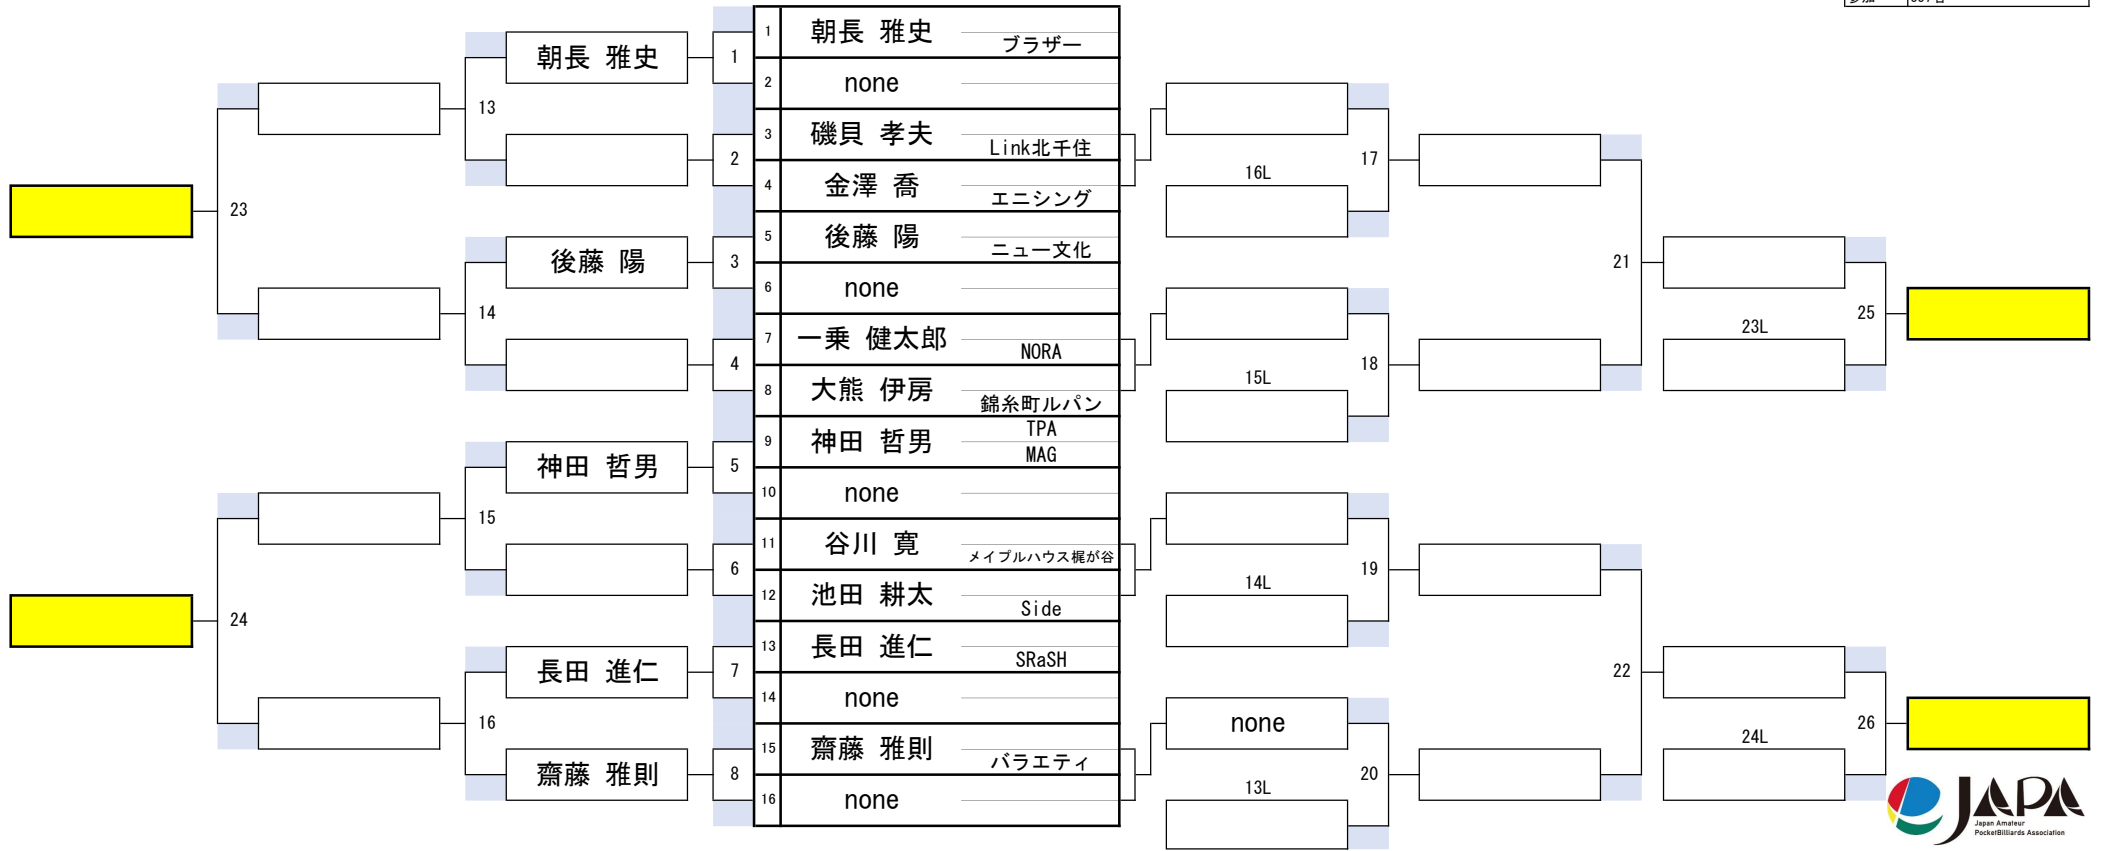 1 朝長 雅史 ブラザー
2 none
3 磯貝 孝夫 Link北千住
4 金澤 喬 エニシング
5 後藤 陽 ニュー文化
6 none
7 一乗 健太郎 NORA
8 大熊 伊房 錦糸町ルパン
9 神田 哲男 TPA
MAG
10 none
11 谷川 寛 メイプルハウス梶が谷
12 池田 耕太 Side
13 長田 進仁 SRaSH
14 none
15 齋藤 雅則 バラエティ
16 none
朝長 雅史 1
2
後藤 陽 3
4
神田 哲男 5
6
長田 進仁 7
齋藤 雅則 8
13
14
15
16
23
24
16L
17
15L
18
14L
19
none
13L
20
21
22
23L
25
24L
26
JAPA
Japan Amateur
PocketBilliards Association